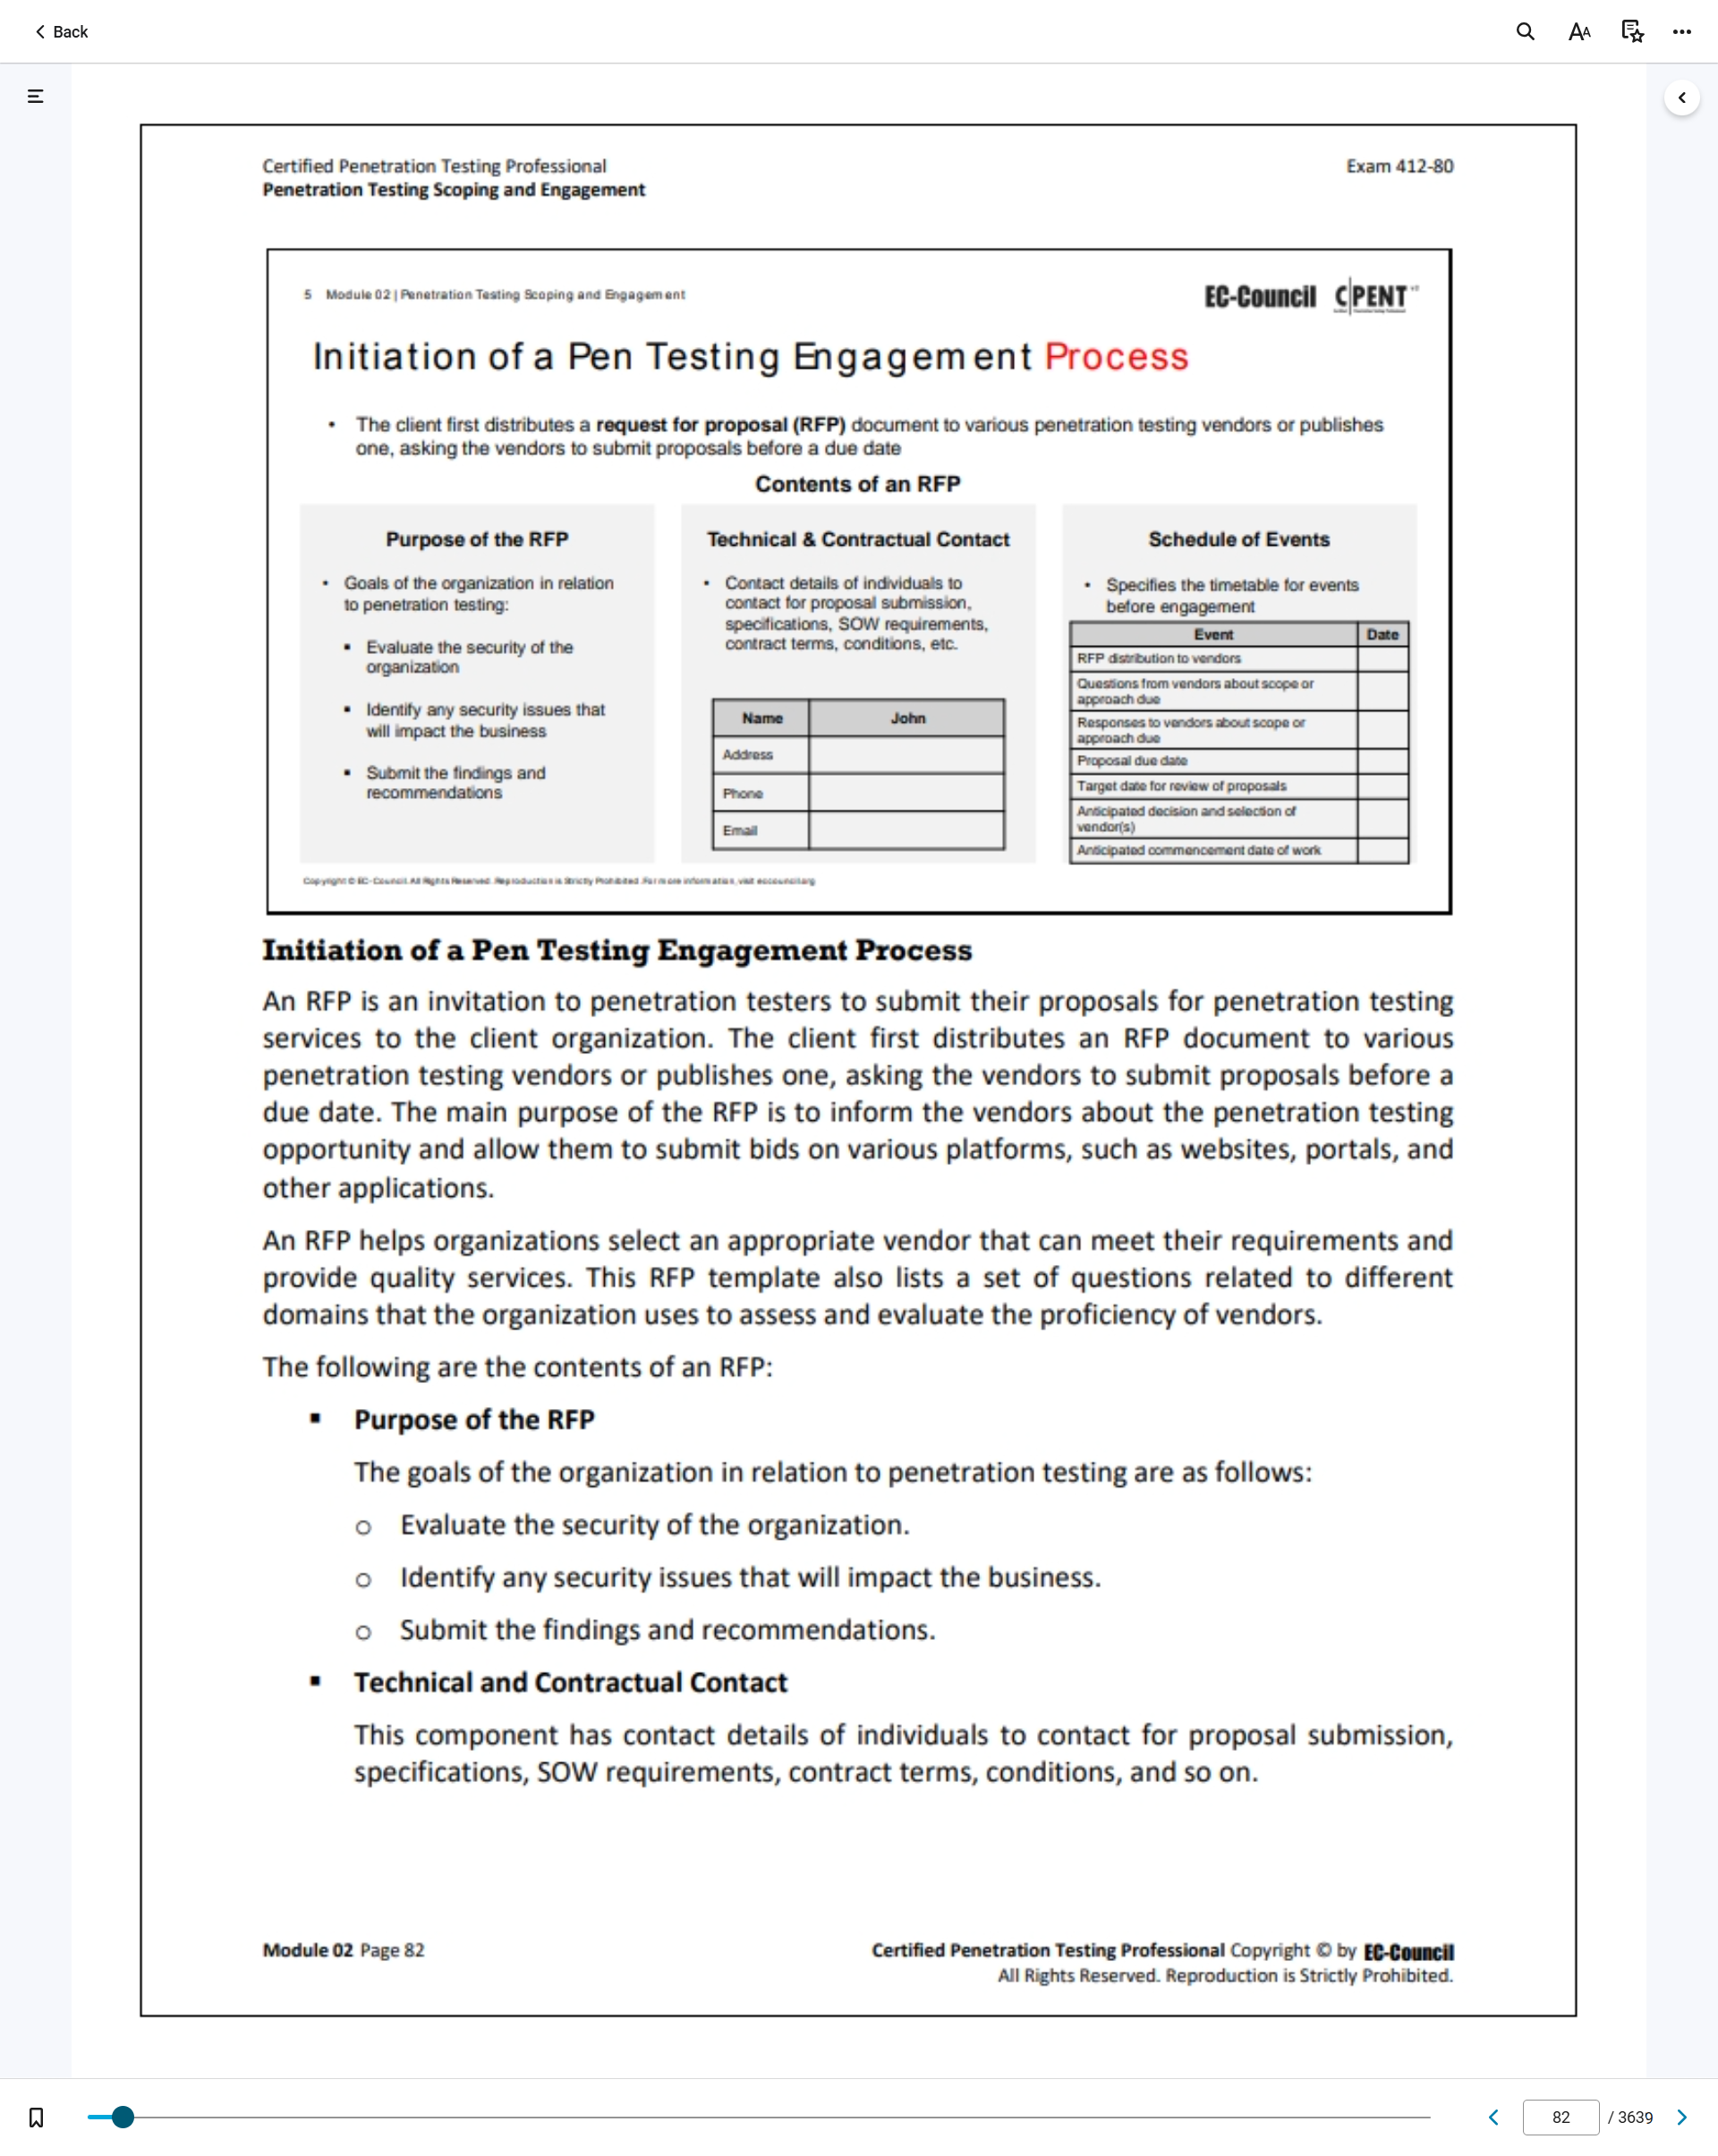 Back
Certified Penetration Testing Professional
Exam 412-80
Penetration Testing Scoping and Engagement
5 Module 02 | Penetration Testing Scoping and Engagement
EC-Council C|PENT
Initiation of a Pen Testing Engagement Process
• The client first distributes a request for proposal (RFP) document to various penetration testing vendors or publishes
one, asking the vendors to submit proposals before a due date
Contents of an RFP
Purpose of the RFP
• Goals of the organization in relation
to penetration testing:
▪ Evaluate the security of the
organization
▪ Identify any security issues that
will impact the business
▪ Submit the findings and
recommendations
Technical & Contractual Contact
• Contact details of individuals to
contact for proposal submission,
specifications, SOW requirements,
contract terms, conditions, etc.
Name John
Address
Phone
Email
Schedule of Events
• Specifies the timetable for events
before engagement
Event Date
RFP distribution to vendors
Questions from vendors about scope or
approach due
Responses to vendors about scope or
approach due
Proposal due date
Target date for review of proposals
Anticipated decision and selection of
vendor(s)
Anticipated commencement date of work
Copyright © EC-Council. All Rights Reserved. Reproduction is Strictly Prohibited. For more information, visit eccouncil.org
Initiation of a Pen Testing Engagement Process
An RFP is an invitation to penetration testers to submit their proposals for penetration testing
services to the client organization. The client first distributes an RFP document to various
penetration testing vendors or publishes one, asking the vendors to submit proposals before a
due date. The main purpose of the RFP is to inform the vendors about the penetration testing
opportunity and allow them to submit bids on various platforms, such as websites, portals, and
other applications.
An RFP helps organizations select an appropriate vendor that can meet their requirements and
provide quality services. This RFP template also lists a set of questions related to different
domains that the organization uses to assess and evaluate the proficiency of vendors.
The following are the contents of an RFP:
▪ Purpose of the RFP
The goals of the organization in relation to penetration testing are as follows:
o Evaluate the security of the organization.
o Identify any security issues that will impact the business.
o Submit the findings and recommendations.
▪ Technical and Contractual Contact
This component has contact details of individuals to contact for proposal submission,
specifications, SOW requirements, contract terms, conditions, and so on.
Module 02 Page 82
Certified Penetration Testing Professional Copyright © by EC-Council
All Rights Reserved. Reproduction is Strictly Prohibited.
82 / 3639